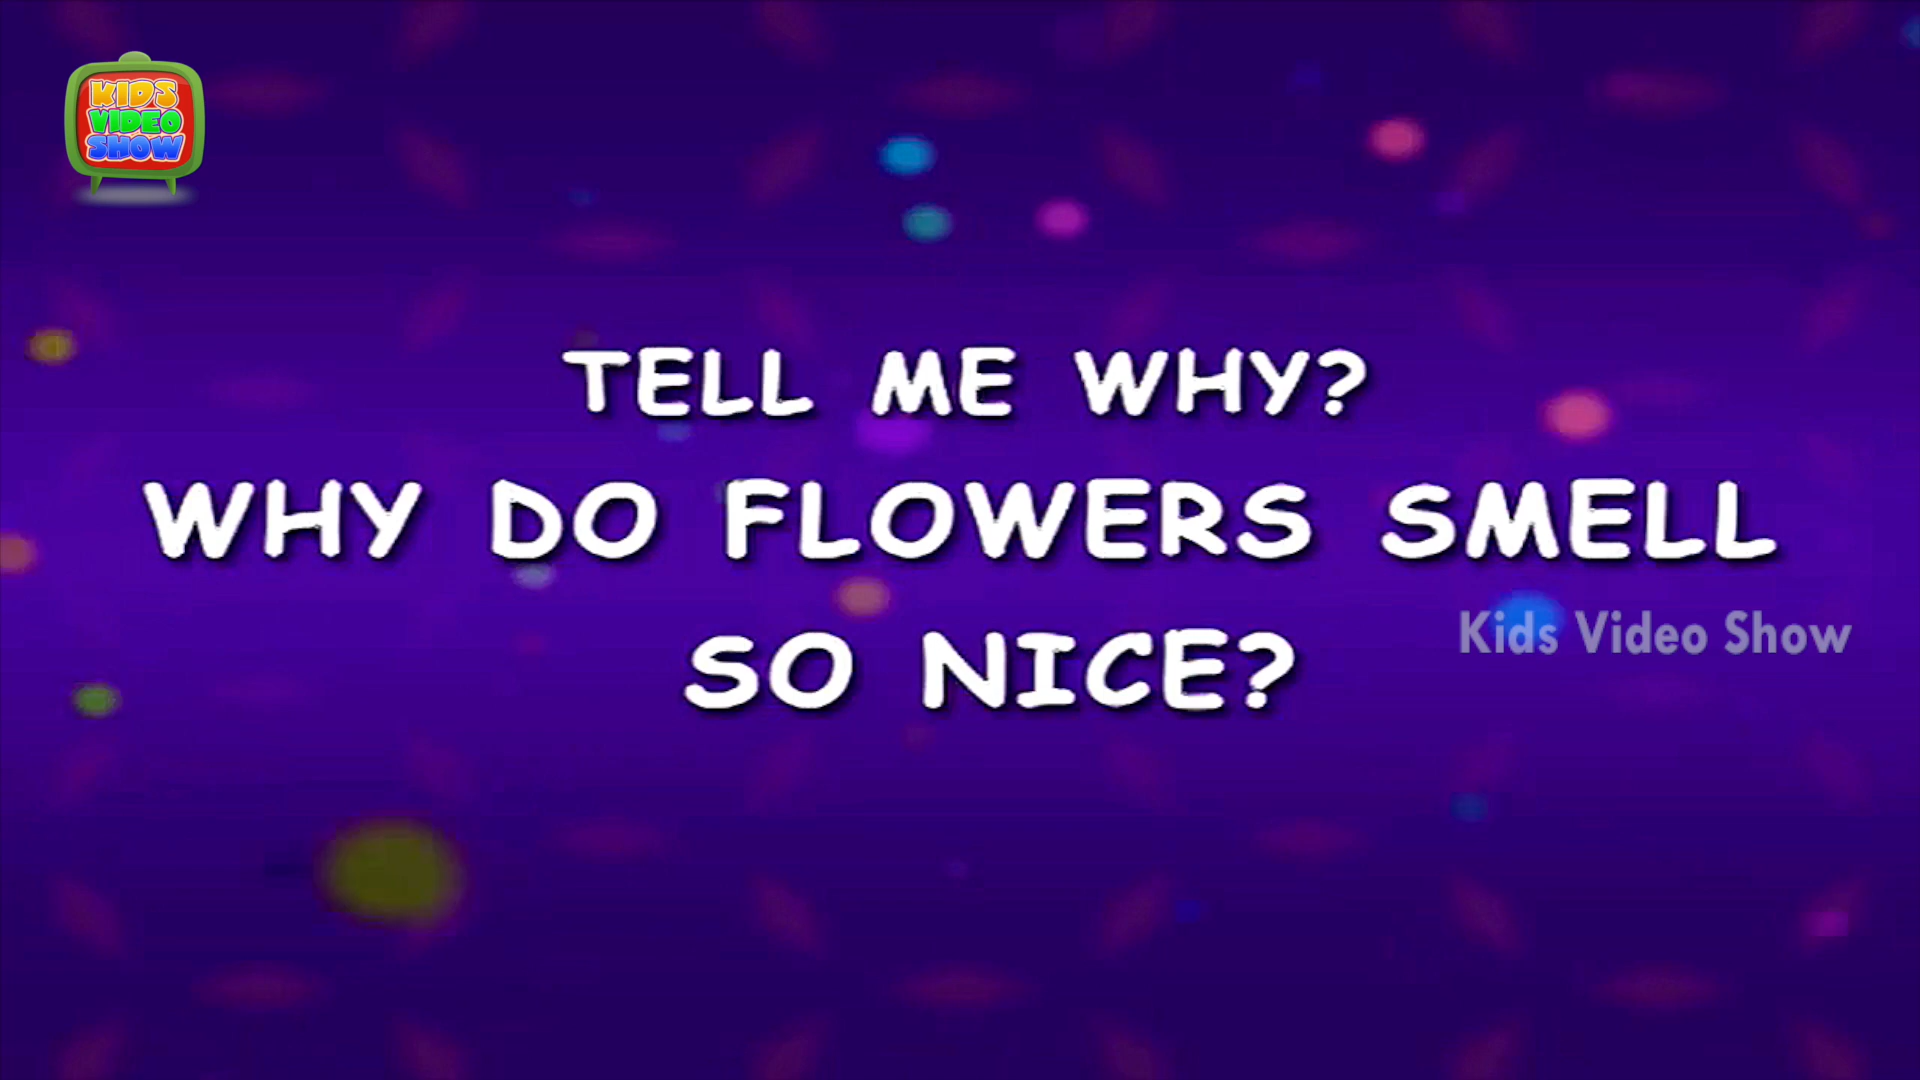 KIDS
VIDEO
SHOW
TELL ME WHY?
WHY DO FLOWERS SMELL
SO NICE?
Kids Video Show